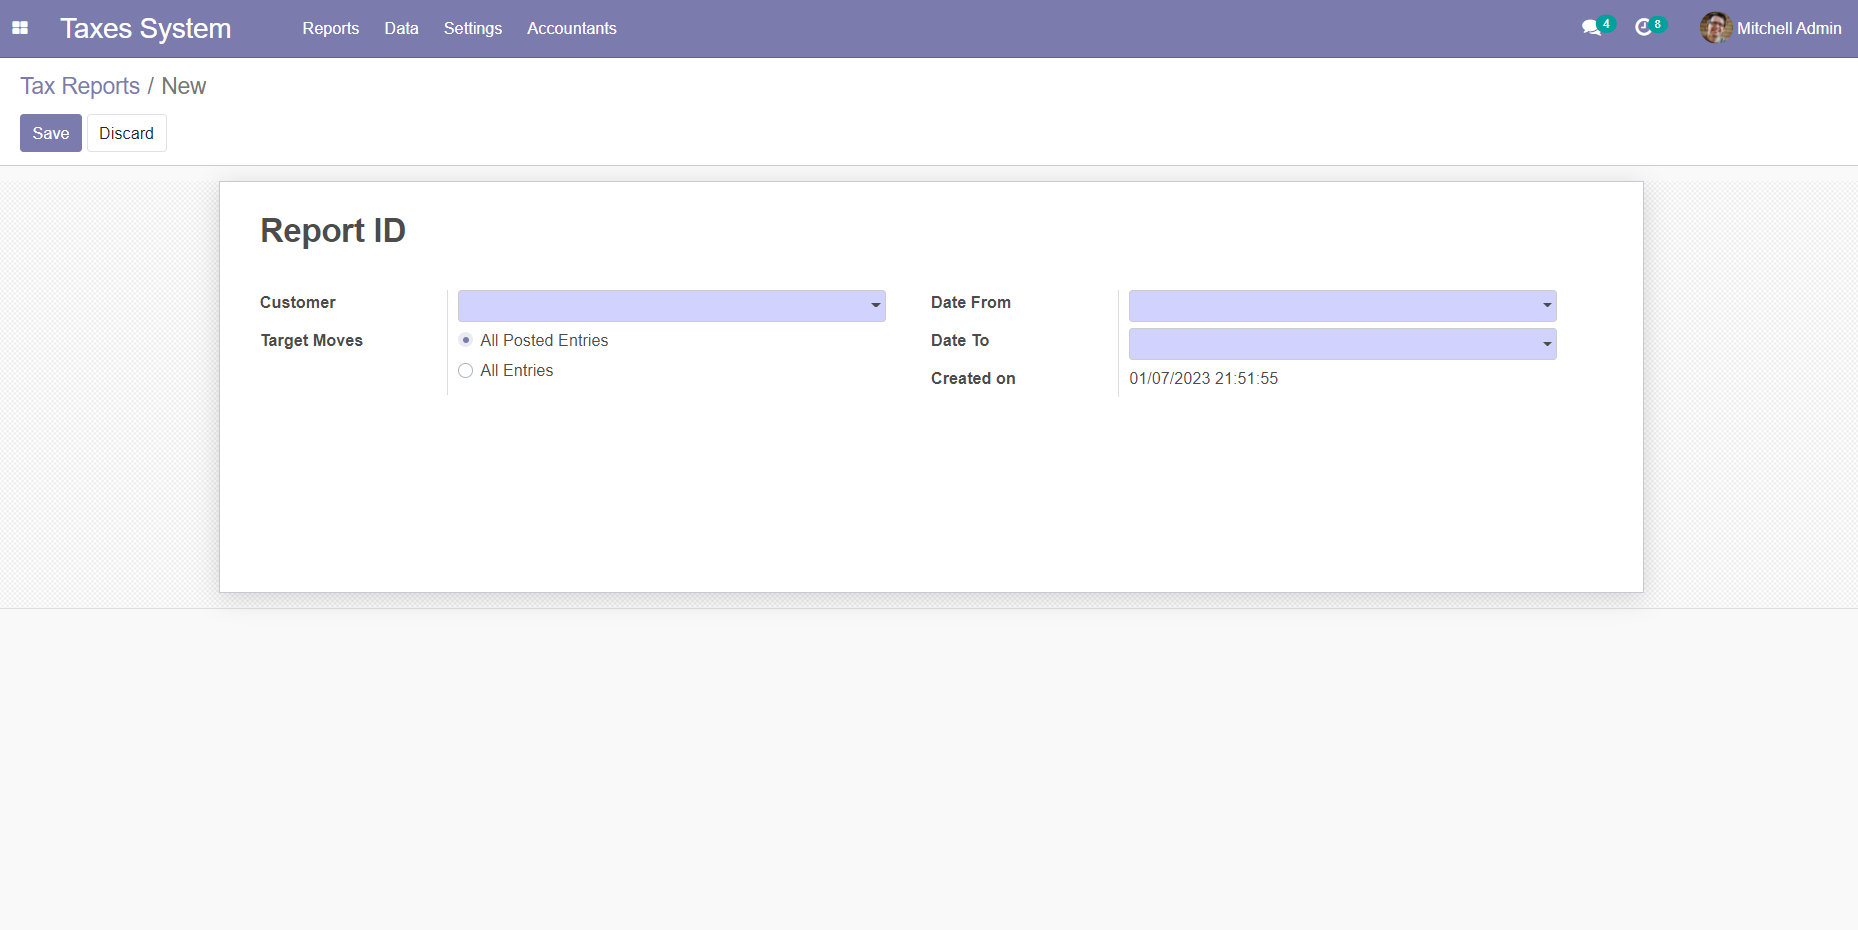 Taxes System Reports Data Settings Accountants 4 8 Mitchell Admin
Tax Reports / New
Save Discard
Report ID
Customer Date From
Target Moves All Posted Entries Date To
All Entries
Created on 01/07/2023 21:51:55